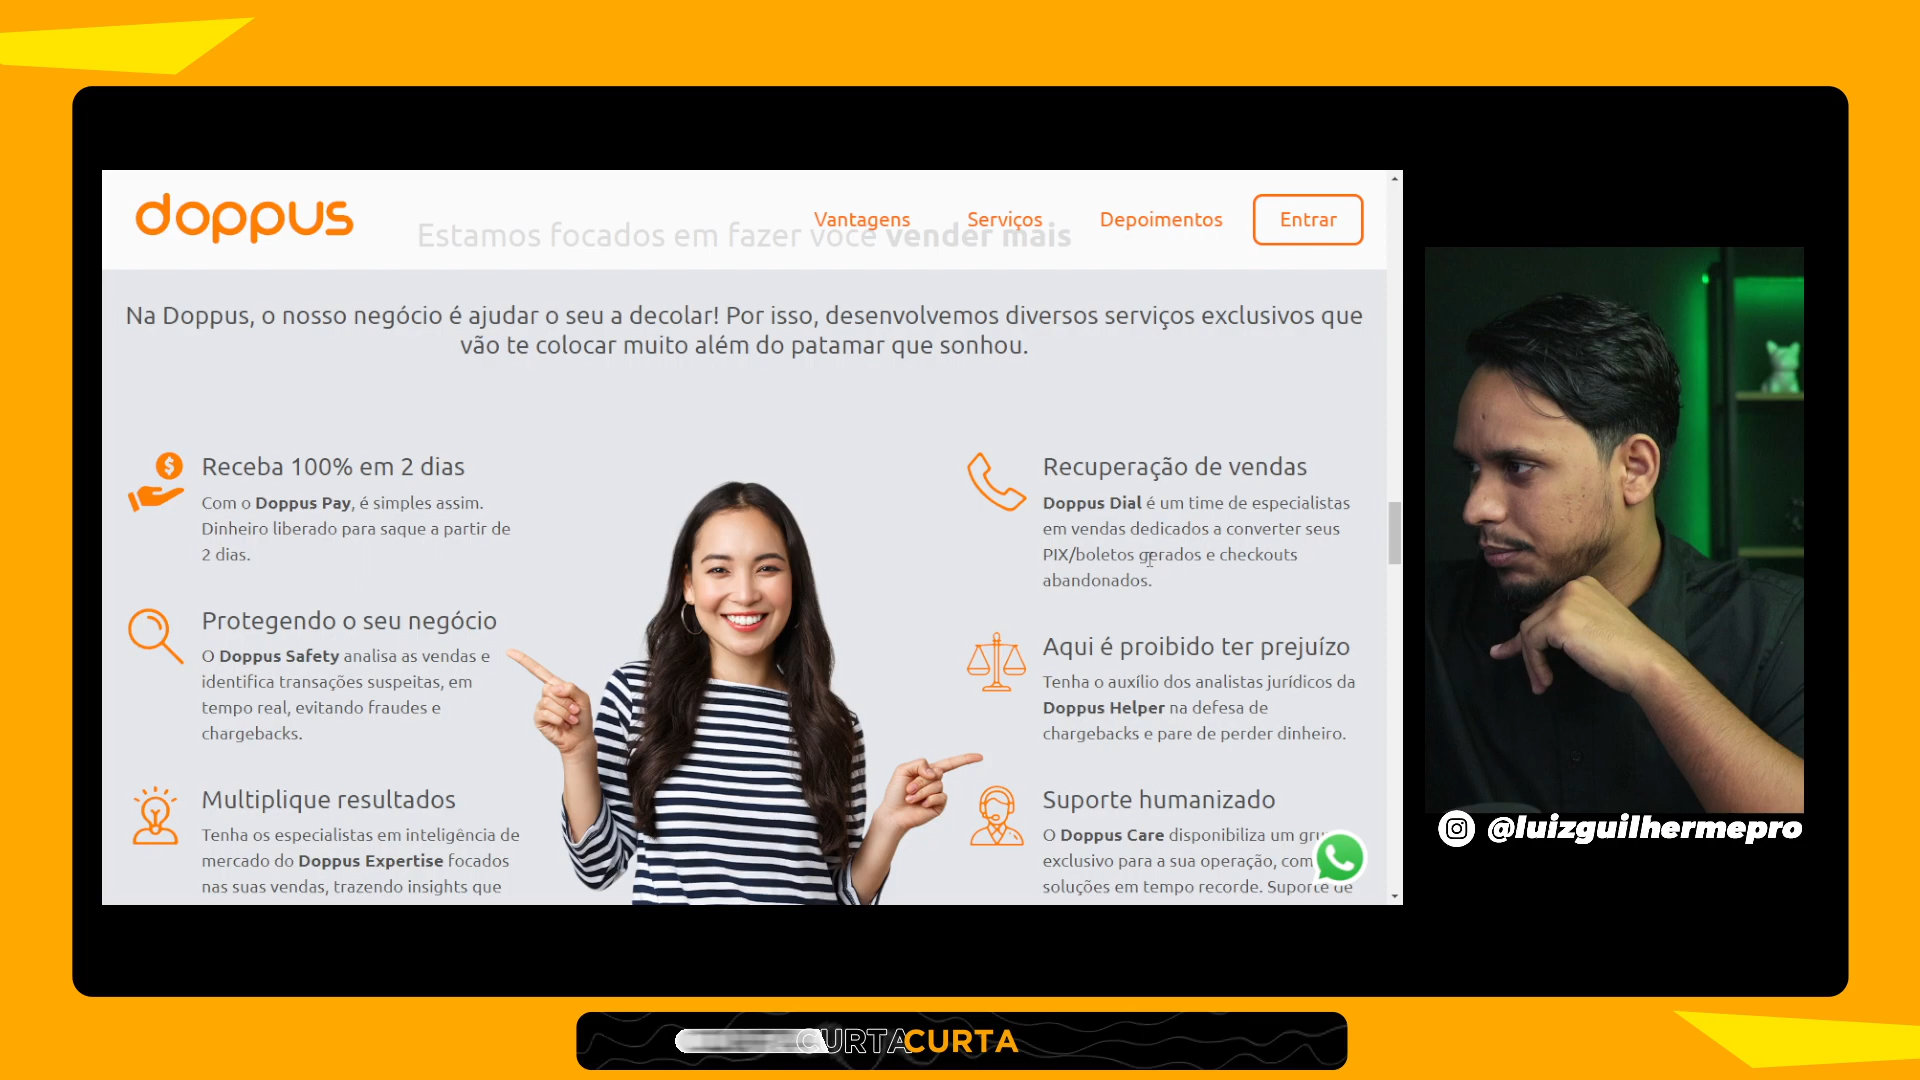 doppus
Vantagens
Serviços
Depoimentos
Entrar
Estamos focados em fazer você vender mais
Na Doppus, o nosso negócio é ajudar o seu a decolar! Por isso, desenvolvemos diversos serviços exclusivos que
vão te colocar muito além do patamar que sonhou.
Receba 100% em 2 dias
Com o Doppus Pay, é simples assim.
Dinheiro liberado para saque a partir de
2 dias.
Protegendo o seu negócio
O Doppus Safety analisa as vendas e
identifica transações suspeitas, em
tempo real, evitando fraudes e
chargebacks.
Multiplique resultados
Tenha os especialistas em inteligência de
mercado do Doppus Expertise focados
nas suas vendas, trazendo insights que
Recuperação de vendas
Doppus Dial é um time de especialistas
em vendas dedicados a converter seus
PIX/boletos gerados e checkouts
abandonados.
Aqui é proibido ter prejuízo
Tenha o auxílio dos analistas jurídicos da
Doppus Helper na defesa de
chargebacks e pare de perder dinheiro.
Suporte humanizado
O Doppus Care disponibiliza um
exclusivo para a sua operação, com
soluções em tempo recorde. Suporte de
@luizguilhermepro
CURTA CURTA